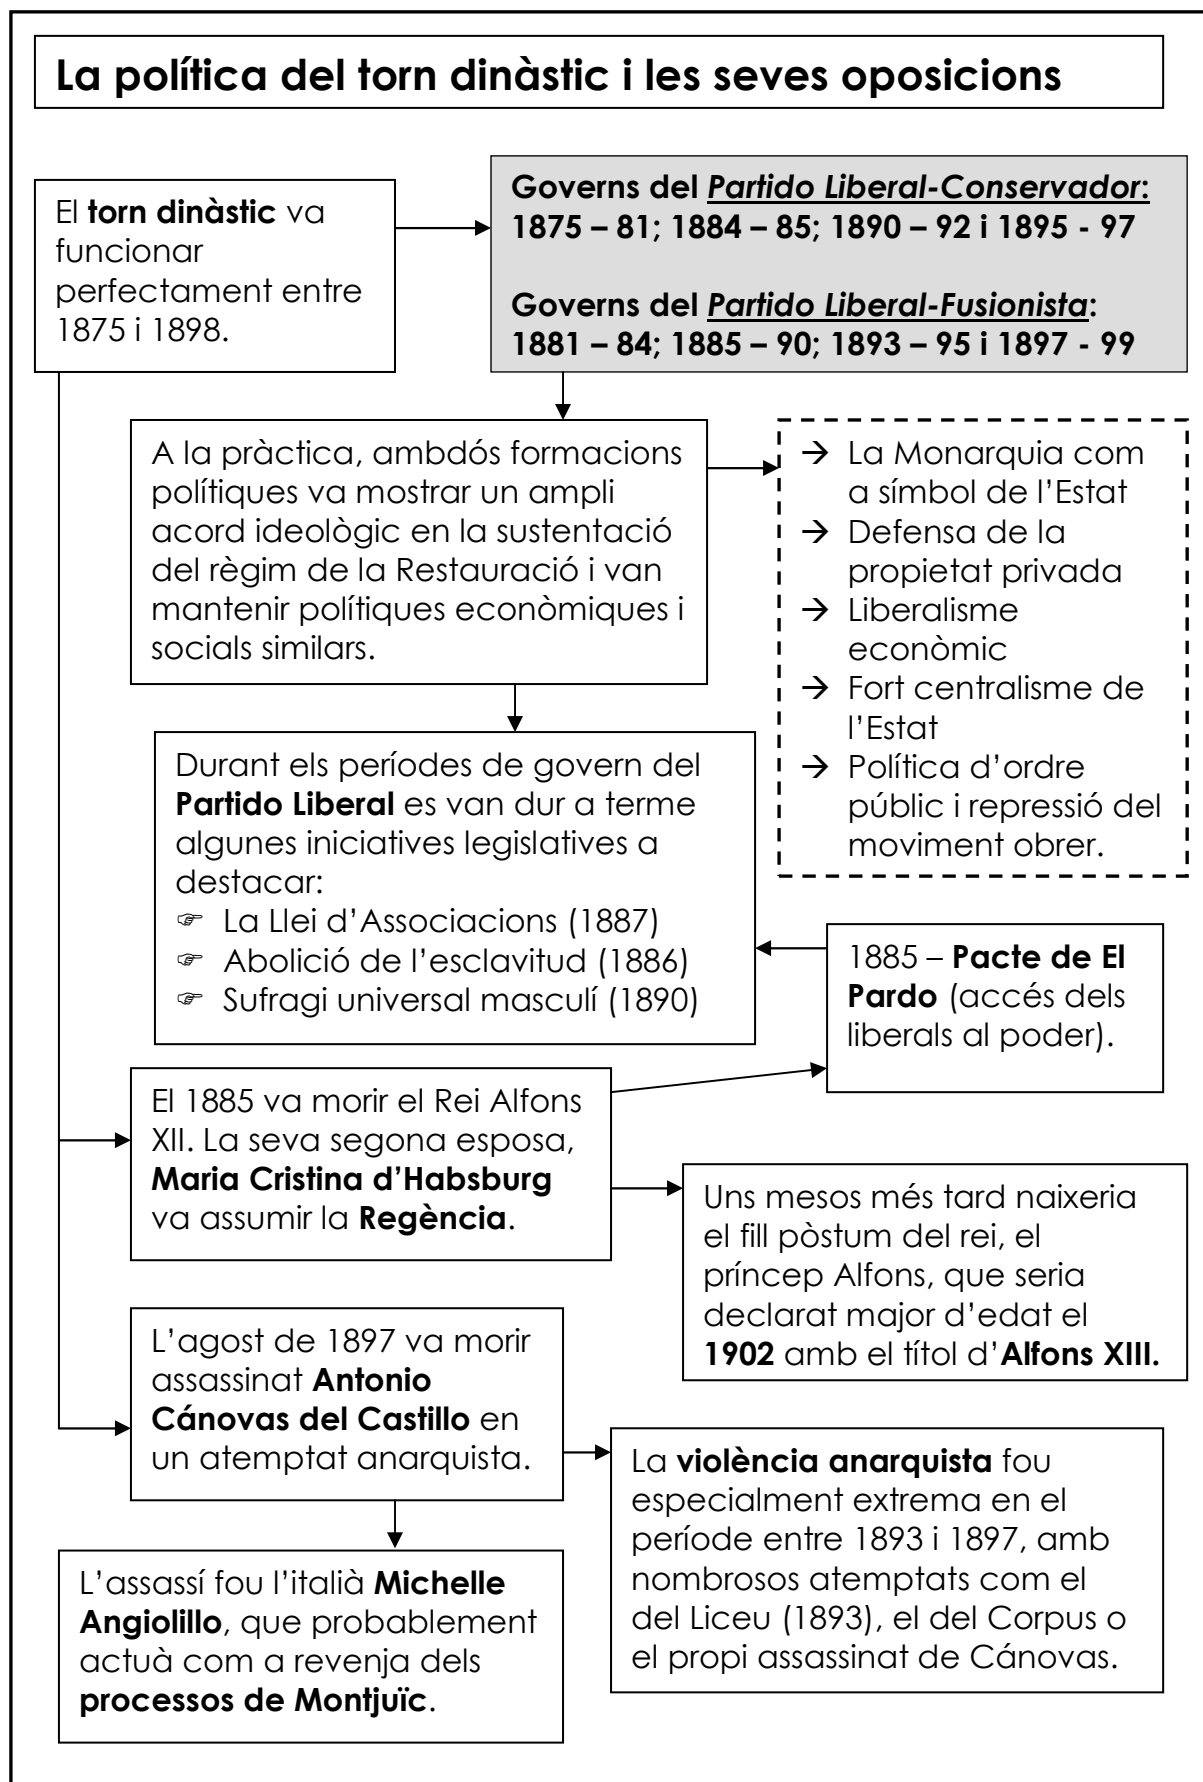 La política del torn dinàstic i les seves oposicions
El torn dinàstic va
funcionar
perfectament entre
1875 i 1898.
Governs del Partido Liberal-Conservador:
1875 – 81; 1884 – 85; 1890 – 92 i 1895 - 97
Governs del Partido Liberal-Fusionista:
1881 – 84; 1885 – 90; 1893 – 95 i 1897 - 99
A la pràctica, ambdós formacions
polítiques va mostrar un ampli
acord ideològic en la sustentació
del règim de la Restauració i van
mantenir polítiques econòmiques i
socials similars.
→ La Monarquia com
a símbol de l’Estat
→ Defensa de la
propietat privada
→ Liberalisme
econòmic
→ Fort centralisme de
l’Estat
→ Política d’ordre
públic i repressió del
moviment obrer.
Durant els períodes de govern del
Partido Liberal es van dur a terme
algunes iniciatives legislatives a
destacar:
☞ La Llei d’Associacions (1887)
☞ Abolició de l’esclavitud (1886)
☞ Sufragi universal masculí (1890)
1885 – Pacte de El
Pardo (accés dels
liberals al poder).
El 1885 va morir el Rei Alfons
XII. La seva segona esposa,
Maria Cristina d’Habsburg
va assumir la Regència.
Uns mesos més tard naixeria
el fill pòstum del rei, el
príncep Alfons, que seria
declarat major d’edat el
1902 amb el títol d’Alfons XIII.
L’agost de 1897 va morir
assassinat Antonio
Cánovas del Castillo en
un atemptat anarquista.
La violència anarquista fou
especialment extrema en el
període entre 1893 i 1897, amb
nombrosos atemptats com el
del Liceu (1893), el del Corpus o
el propi assassinat de Cánovas.
L’assassí fou l’italià Michelle
Angiolillo, que probablement
actuà com a revenja dels
processos de Montjuïc.